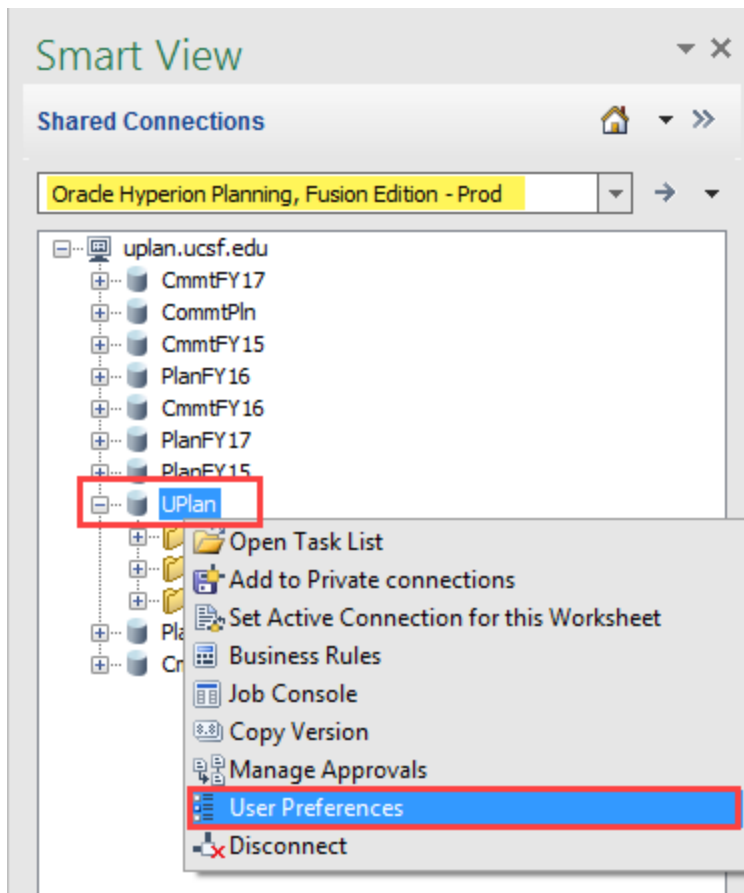 Smart View
Shared Connections
Oracle Hyperion Planning, Fusion Edition - Prod
uplan.ucsf.edu
CmmtFY17
CommtPln
CmmtFY15
PlanFY16
CmmtFY16
PlanFY17
PlanFY15
UPlan
Open Task List
Add to Private connections
Set Active Connection for this Worksheet
Pla
Business Rules
Cr
Job Console
Copy Version
Manage Approvals
User Preferences
Disconnect